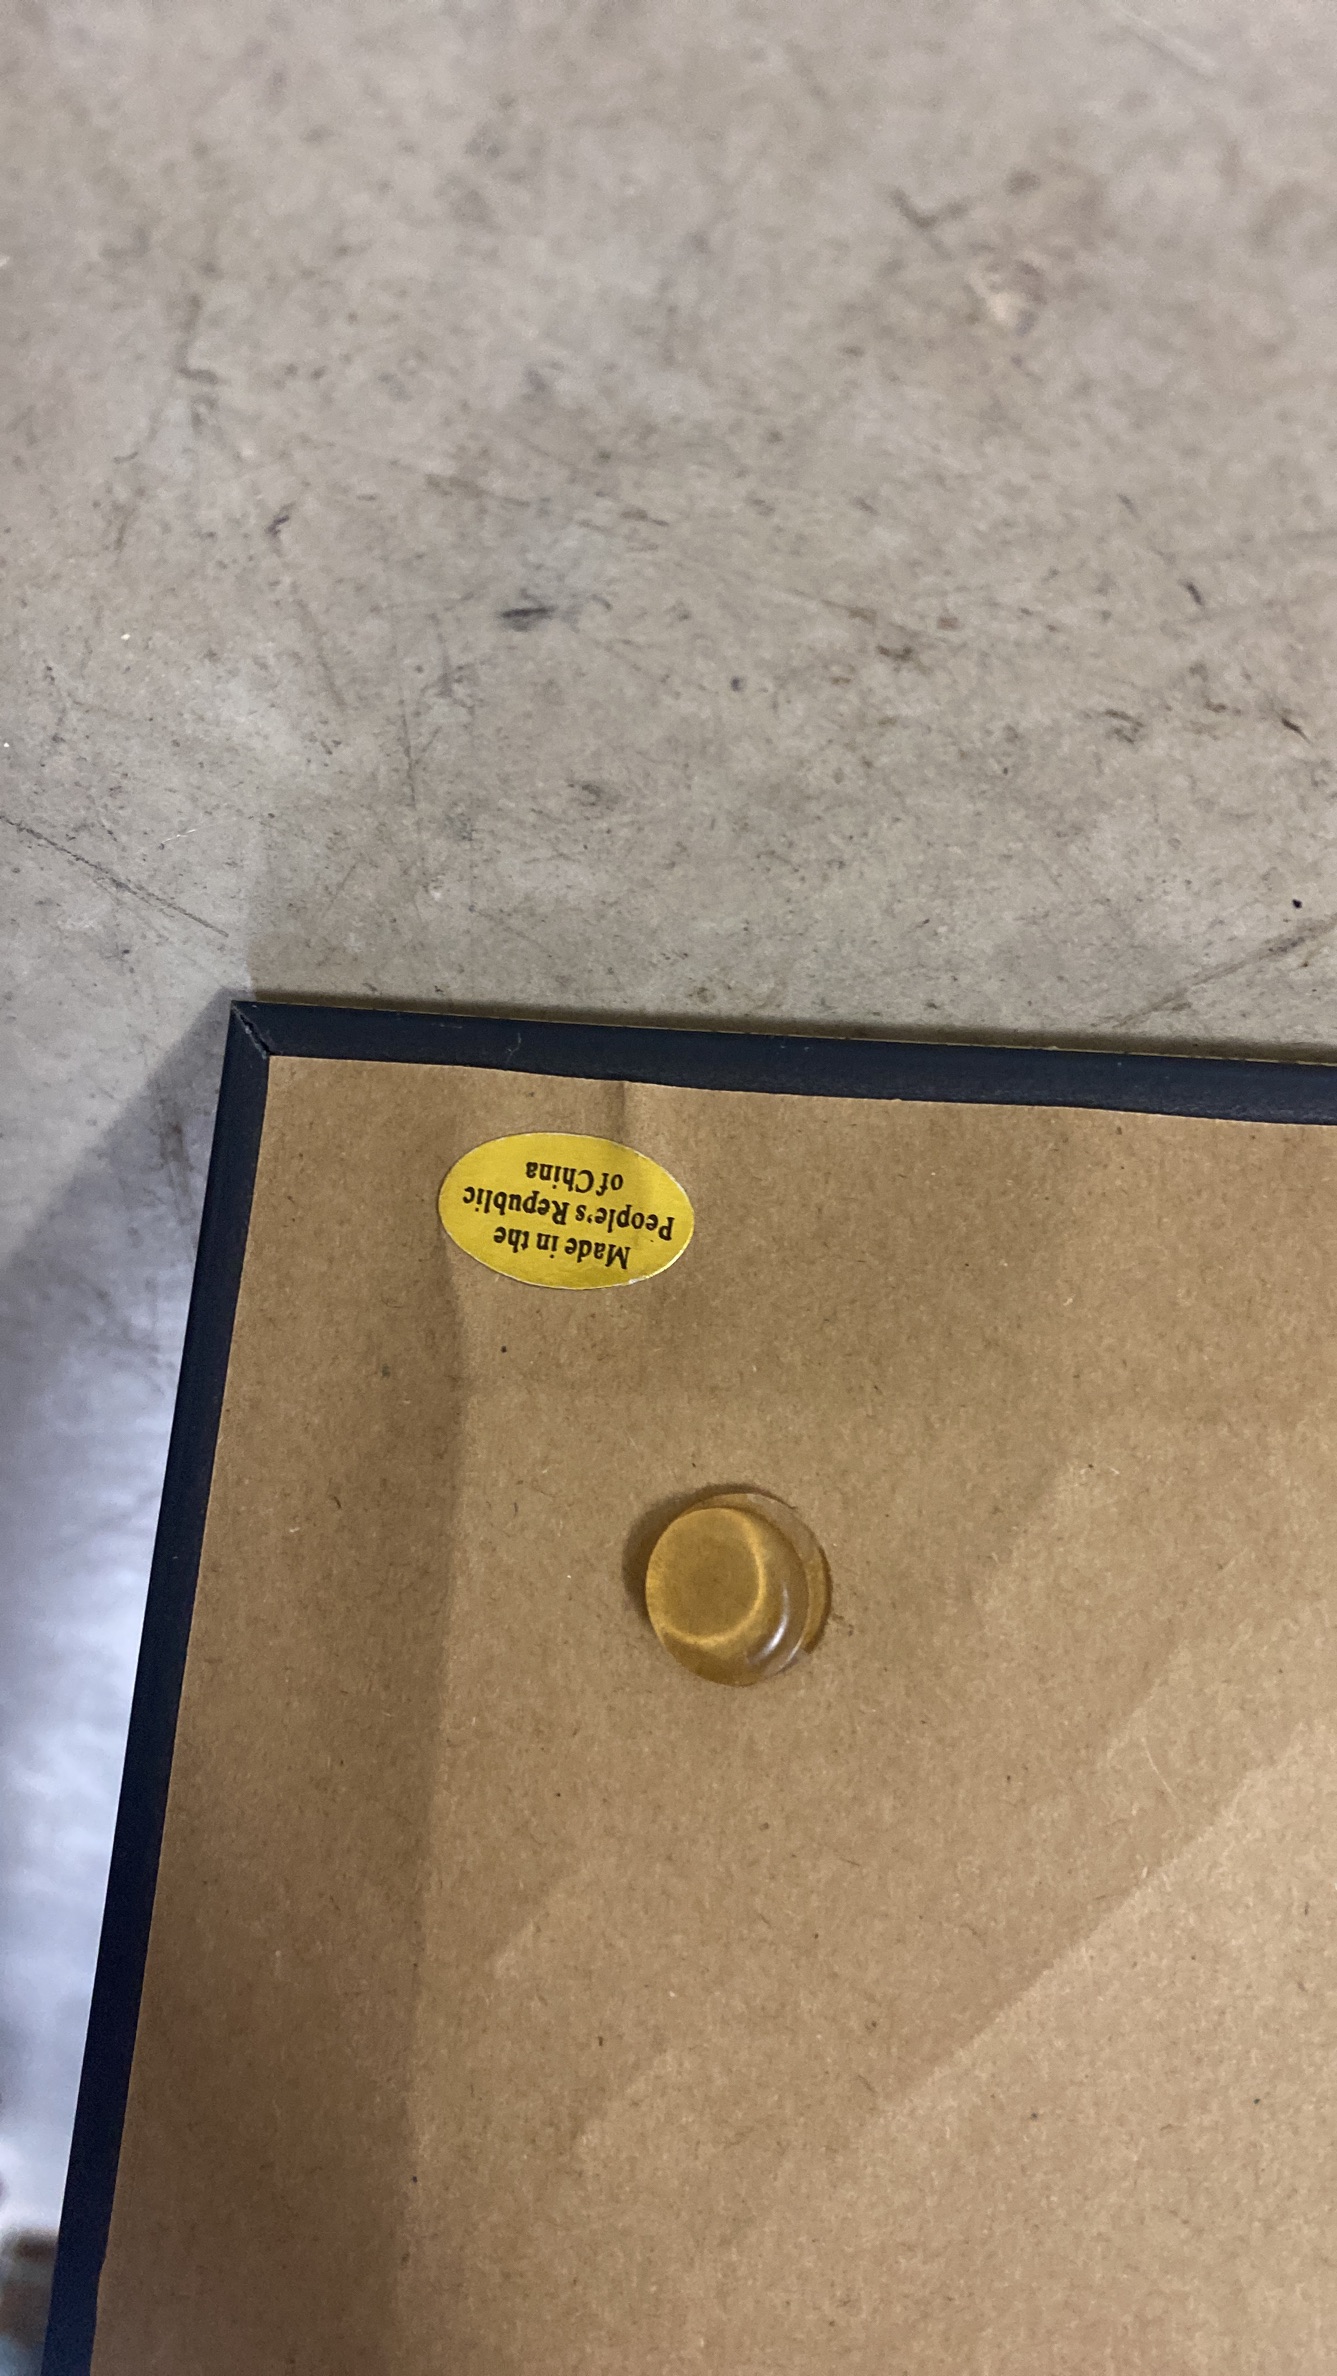 Made in the
People's Republic
of China